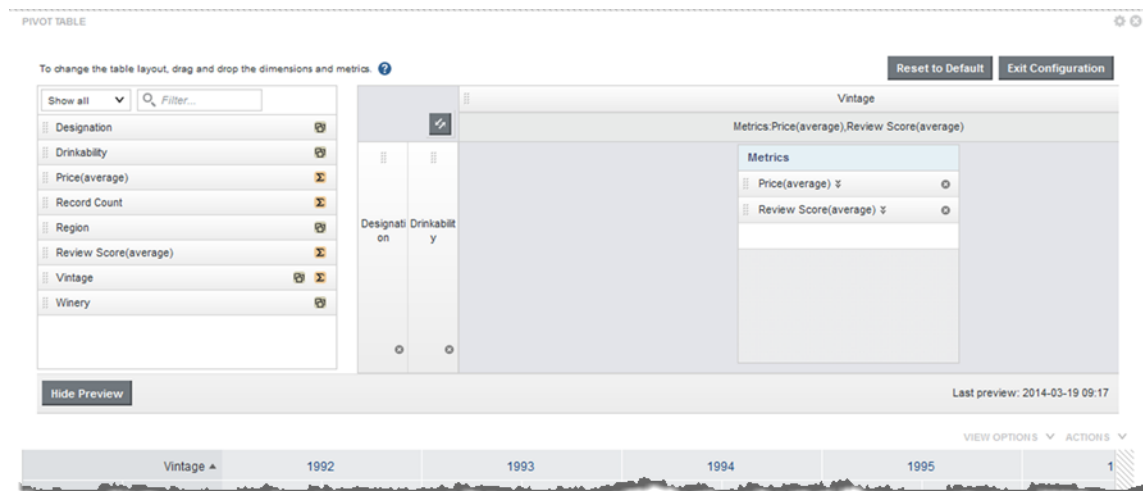 PIVOT TABLE
To change the table layout, drag and drop the dimensions and metrics. ?
Reset to Default Exit Configuration
Show all Filter...
Designation
Drinkability
Price(average) Σ
Record Count Σ
Region
Review Score(average) Σ
Vintage Σ
Winery
Vintage
Metrics:Price(average),Review Score(average)
Designati
on
Drinkabilit
y
Metrics
Price(average)
Review Score(average)
Hide Preview
Last preview: 2014-03-19 09:17
VIEW OPTIONS ACTIONS
Vintage 1992 1993 1994 1995 1